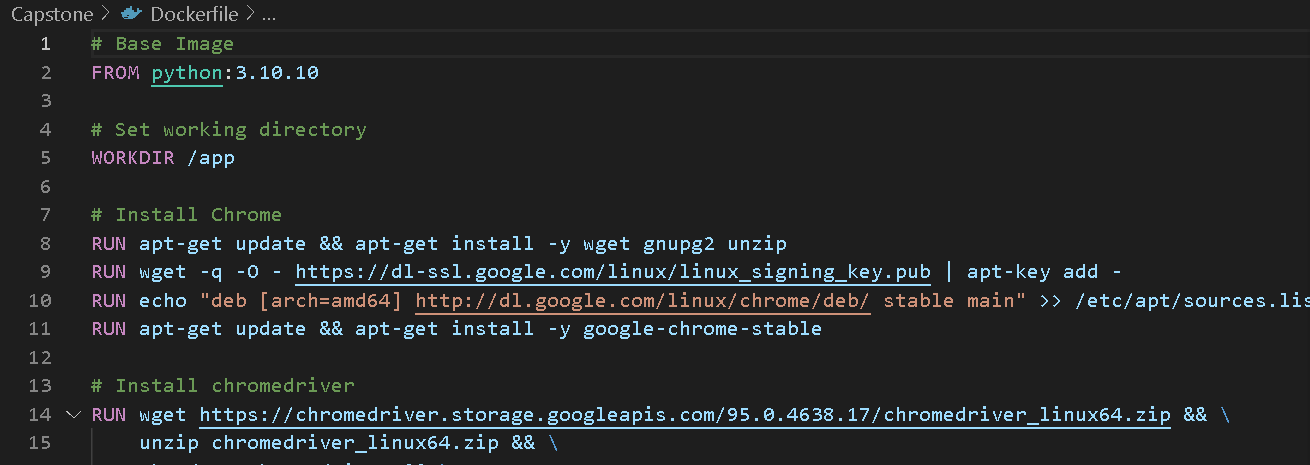 Capstone > Dockerfile > ...
1 # Base Image
2 FROM python:3.10.10
3
4 # Set working directory
5 WORKDIR /app
6
7 # Install Chrome
8 RUN apt-get update && apt-get install -y wget gnupg2 unzip
9 RUN wget -q -O - https://dl-ssl.google.com/linux/linux_signing_key.pub | apt-key add -
10 RUN echo "deb [arch=amd64] http://dl.google.com/linux/chrome/deb/ stable main" >> /etc/apt/sources.lis
11 RUN apt-get update && apt-get install -y google-chrome-stable
12
13 # Install chromedriver
14 RUN wget https://chromedriver.storage.googleapis.com/95.0.4638.17/chromedriver_linux64.zip && \
15 unzip chromedriver_linux64.zip && \